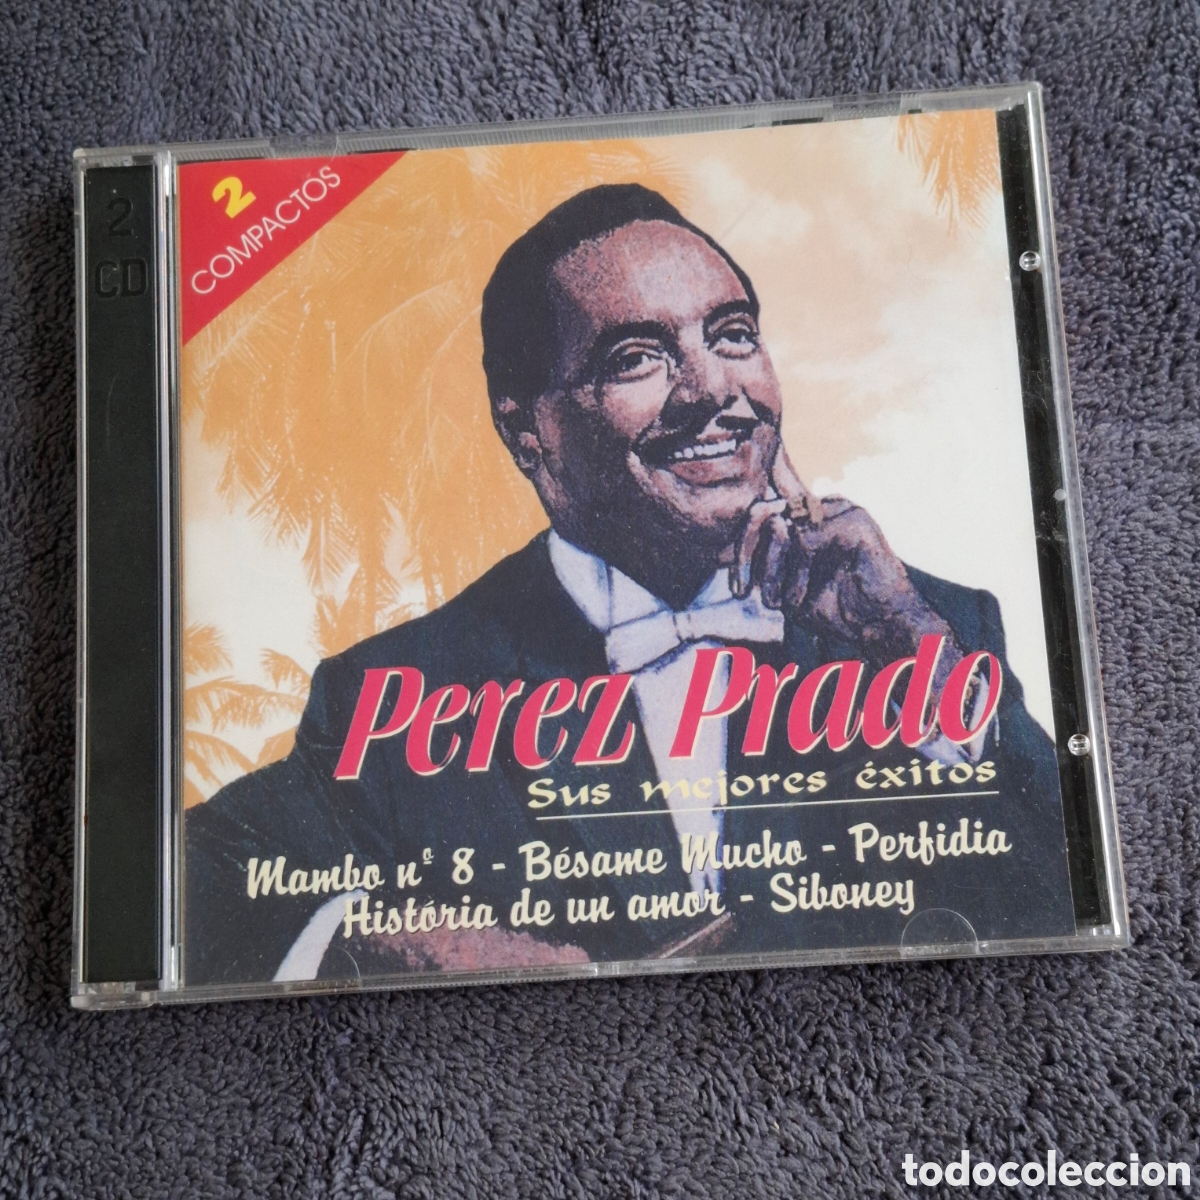 2
COMPACTOS
2
CD
Perez Prado
Sus mejores éxitos
Mambo nº 8 - Bésame Mucho - Perfidia
História de un amor - Siboney
todocoleccion